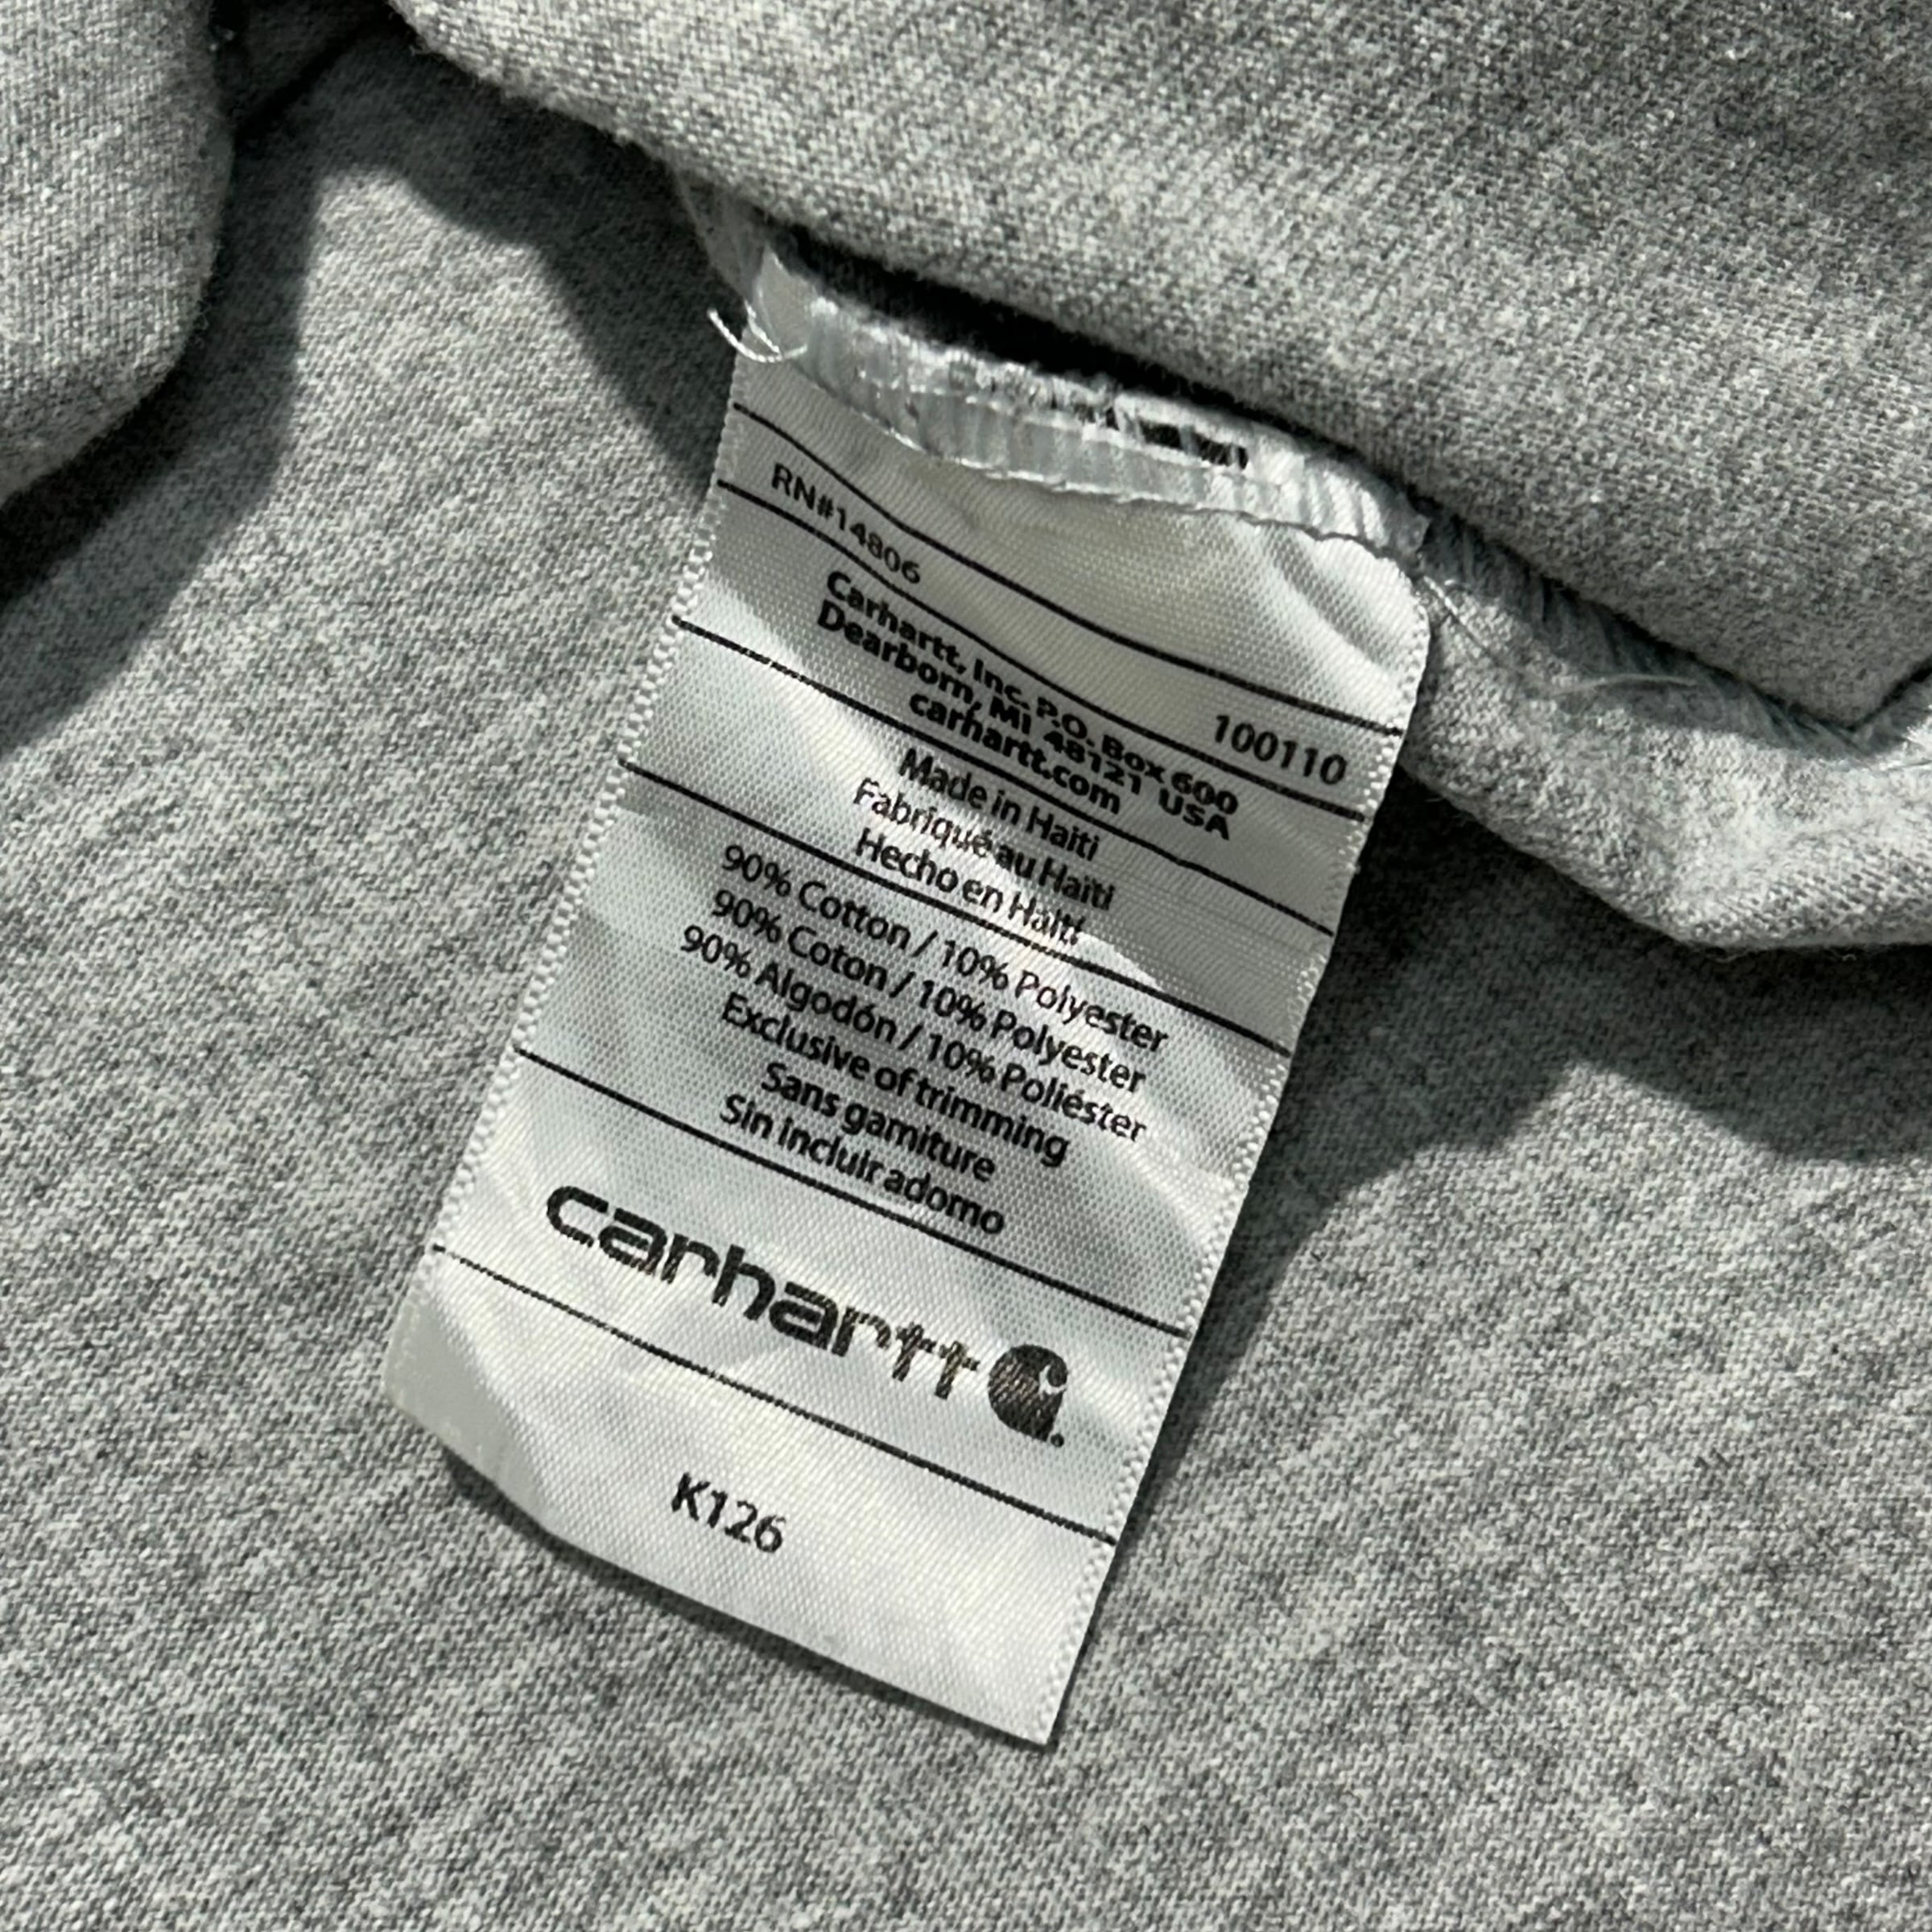 RN#14806 100110
Carhartt, Inc. P.O. Box 600
Dearborn, MI 48121 USA
carhartt.com
Made in Haiti
Fabriqué au Haïti
Hecho en Haití
90% Cotton / 10% Polyester
90% Coton / 10% Polyester
90% Algodón / 10% Poliéster
Exclusive of trimming
Sans garniture
Sin incluir adorno
carhartt
K126